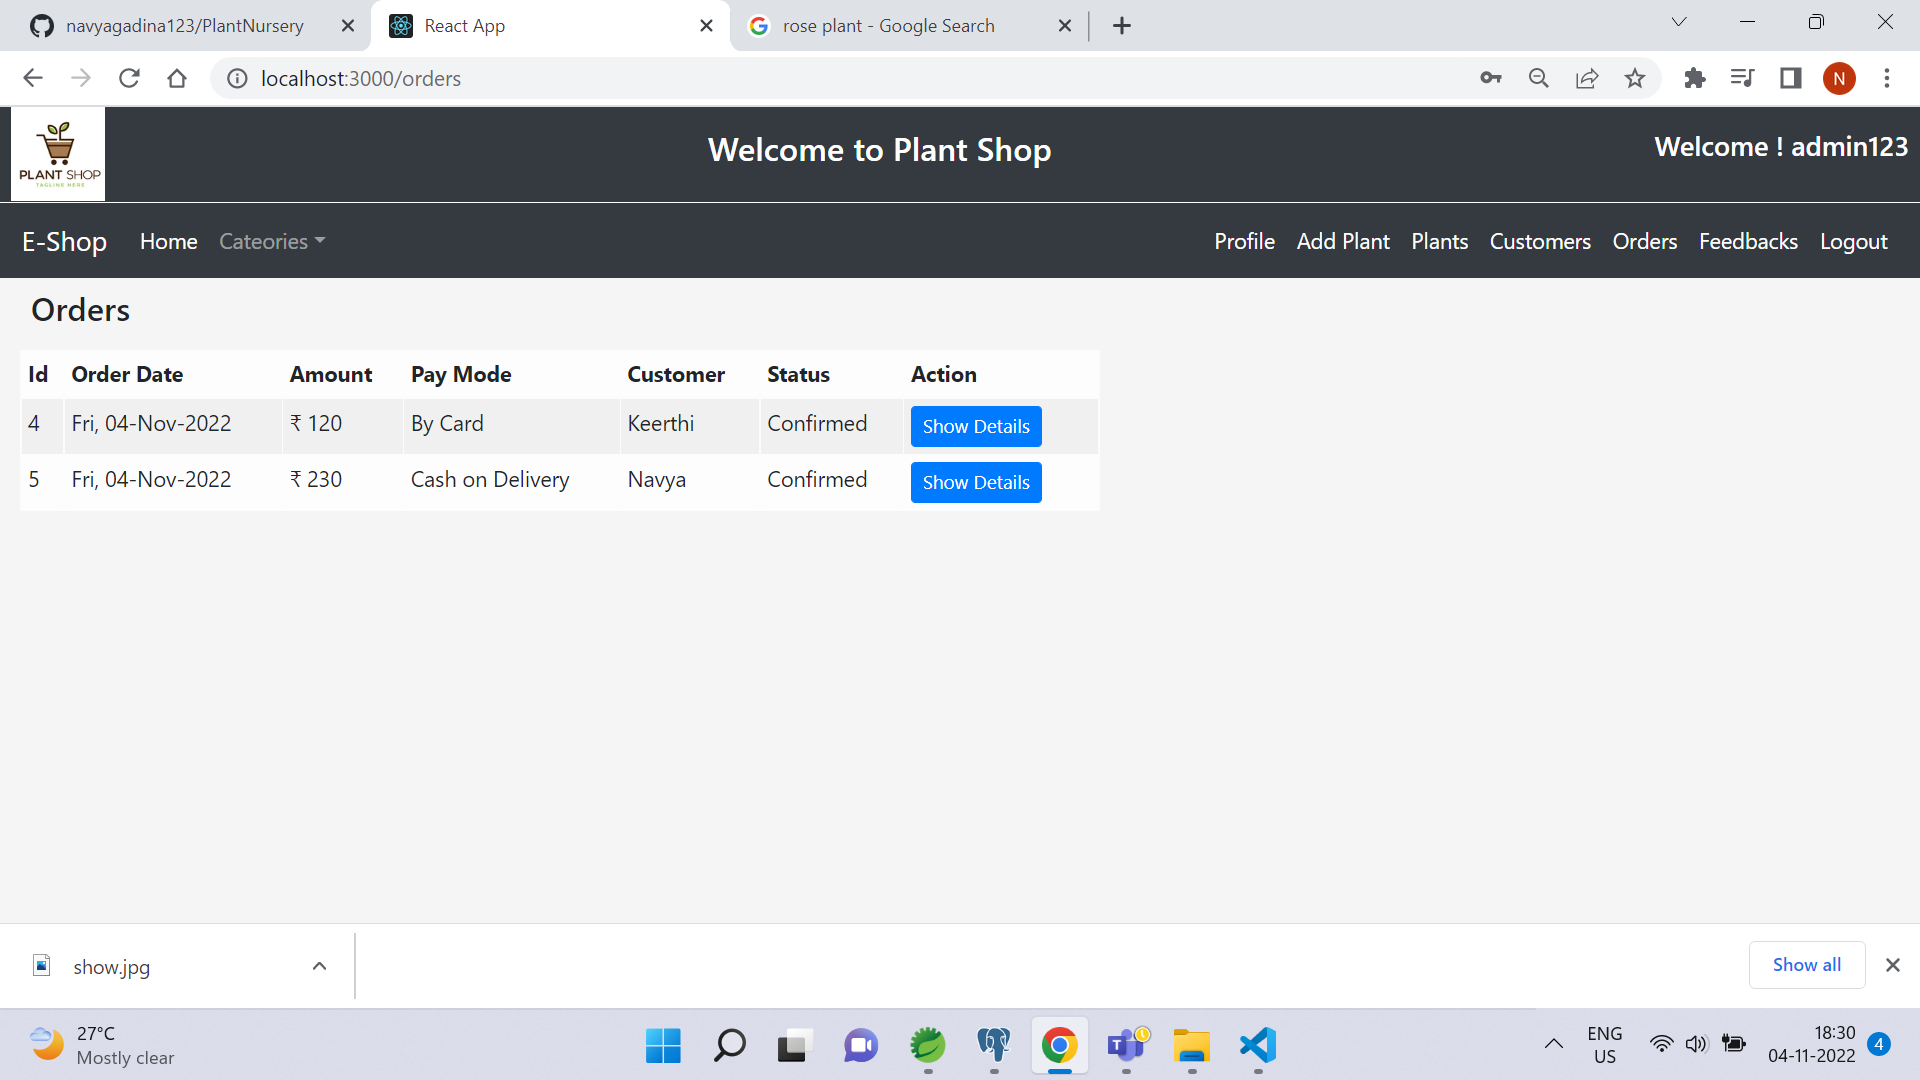 navyagadina123/PlantNursery
React App
rose plant - Google Search
localhost:3000/orders
N
PLANT SHOP
TAGLINE HERE
Welcome to Plant Shop
Welcome ! admin123
E-Shop Home Cateories Profile Add Plant Plants Customers Orders Feedbacks Logout
Orders
Id Order Date Amount Pay Mode Customer Status Action
4 Fri, 04-Nov-2022 ₹ 120 By Card Keerthi Confirmed Show Details
5 Fri, 04-Nov-2022 ₹ 230 Cash on Delivery Navya Confirmed Show Details
show.jpg
Show all
27°C
Mostly clear
T
ENG
US
18:30
04-11-2022
4